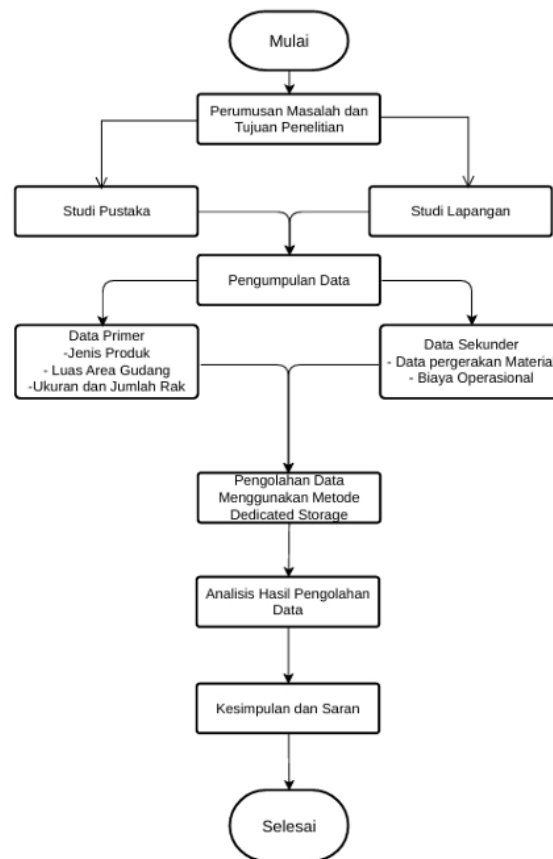 Mulai
Perumusan Masalah dan
Tujuan Penelitian
Studi Pustaka
Studi Lapangan
Pengumpulan Data
Data Primer
-Jenis Produk
- Luas Area Gudang
-Ukuran dan Jumlah Rak
Data Sekunder
- Data pergerakan Material
- Biaya Operasional
Pengolahan Data
Menggunakan Metode
Dedicated Storage
Analisis Hasil Pengolahan
Data
Kesimpulan dan Saran
Selesai